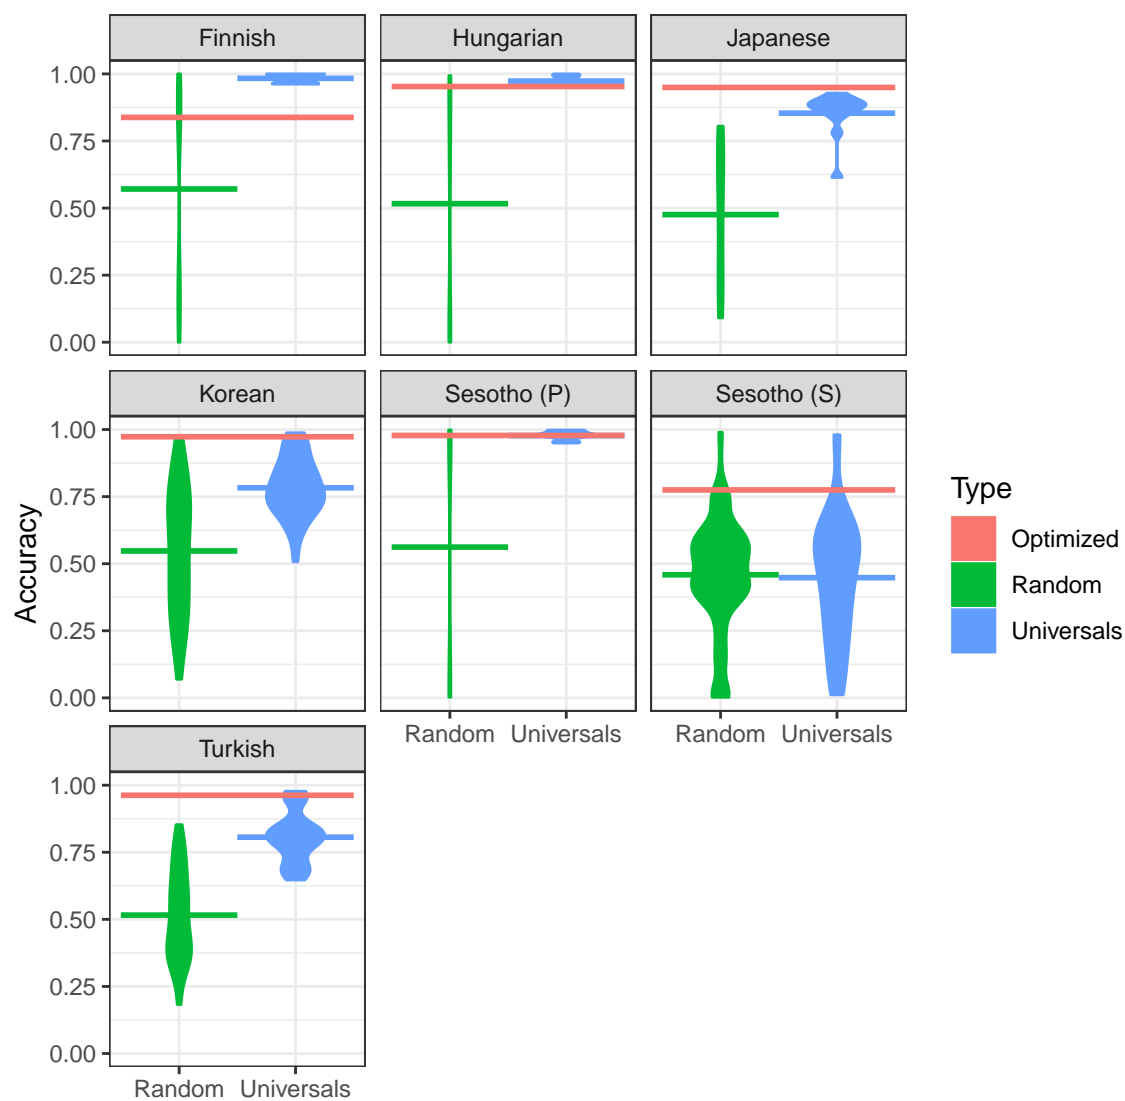 Finnish
Hungarian
Japanese
1.00
0.75
0.50
0.25
0.00
Korean
Sesotho (P)
Sesotho (S)
1.00
0.75
0.50
0.25
0.00
Random Universals
Random Universals
Turkish
1.00
0.75
0.50
0.25
0.00
Random Universals
Accuracy
Type
Optimized
Random
Universals